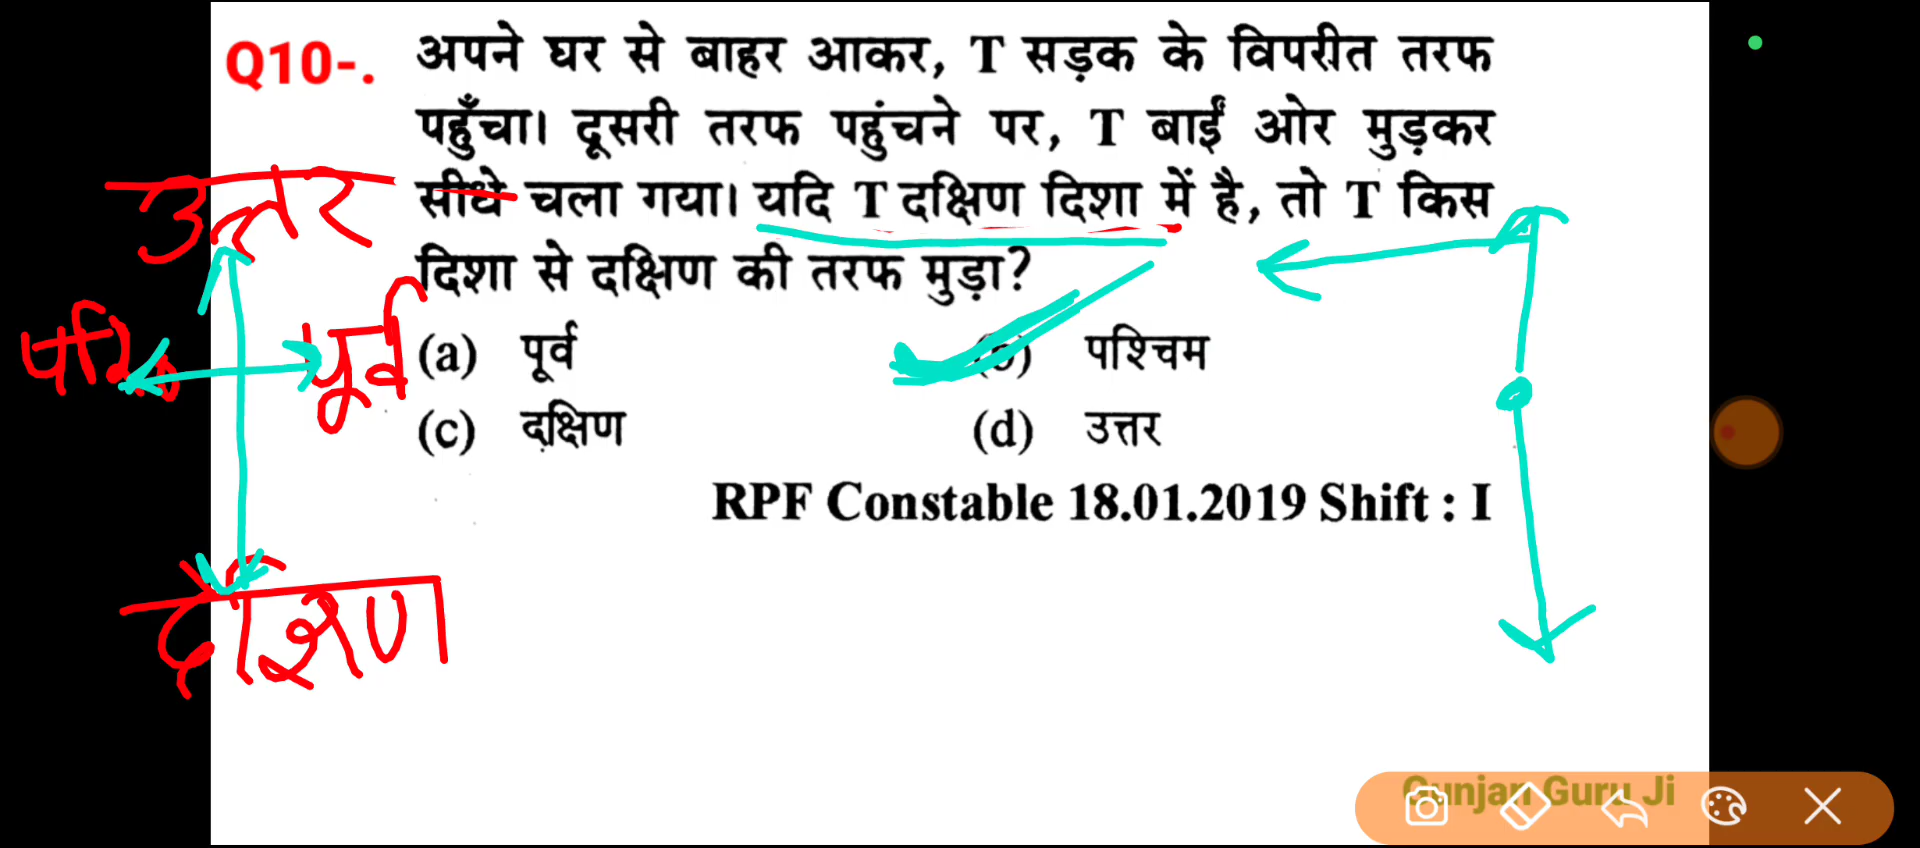 Q10-. अपने घर से बाहर आकर, T सड़क के विपरीत तरफ
पहुँचा। दूसरी तरफ पहुंचने पर, T बाईं ओर मुड़कर
सीधे चला गया। यदि T दक्षिण दिशा में है, तो T किस
दिशा से दक्षिण की तरफ मुड़ा?
(a) पूर्व (b) पश्चिम
(c) दक्षिण (d) उत्तर
RPF Constable 18.01.2019 Shift : I
उत्तर
पूर्व
दक्षिण
Gunjan Guru Ji